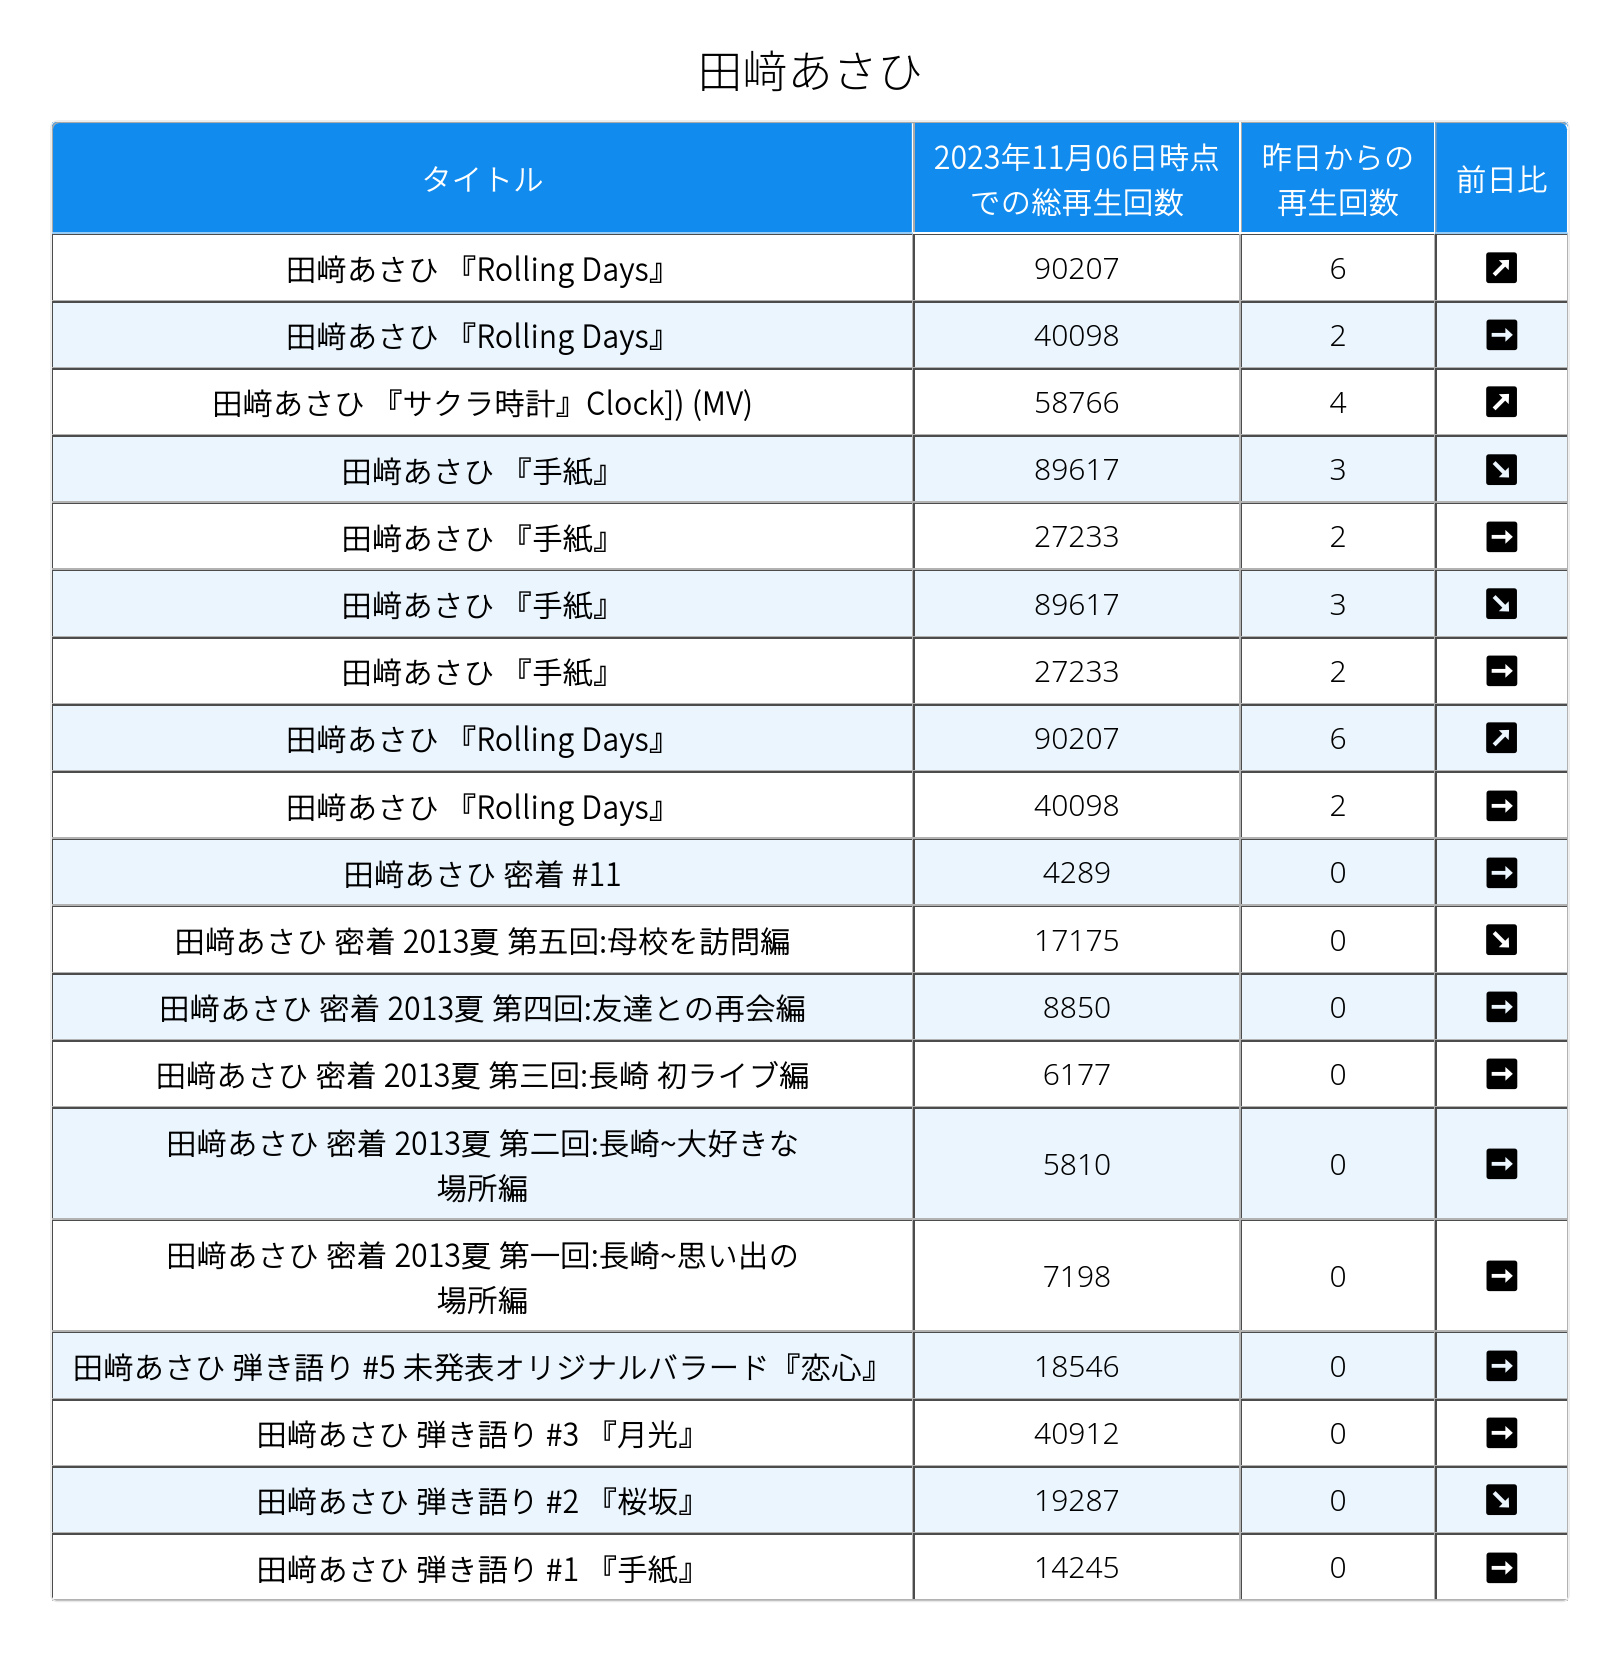 田﨑あさひ
タイトル 2023年11月06日時点での総再生回数 昨日からの再生回数 前日比
田﨑あさひ 『Rolling Days』 90207 6 ↗
田﨑あさひ 『Rolling Days』 40098 2 →
田﨑あさひ 『サクラ時計』Clock]) (MV) 58766 4 ↗
田﨑あさひ 『手紙』 89617 3 ↘
田﨑あさひ 『手紙』 27233 2 →
田﨑あさひ 『手紙』 89617 3 ↘
田﨑あさひ 『手紙』 27233 2 →
田﨑あさひ 『Rolling Days』 90207 6 ↗
田﨑あさひ 『Rolling Days』 40098 2 →
田﨑あさひ 密着 #11 4289 0 →
田﨑あさひ 密着 2013夏 第五回:母校を訪問編 17175 0 ↘
田﨑あさひ 密着 2013夏 第四回:友達との再会編 8850 0 →
田﨑あさひ 密着 2013夏 第三回:長崎 初ライブ編 6177 0 →
田﨑あさひ 密着 2013夏 第二回:長崎~大好きな
場所編 5810 0 →
田﨑あさひ 密着 2013夏 第一回:長崎~思い出の
場所編 7198 0 →
田﨑あさひ 弾き語り #5 未発表オリジナルバラード『恋心』 18546 0 →
田﨑あさひ 弾き語り #3 『月光』 40912 0 →
田﨑あさひ 弾き語り #2 『桜坂』 19287 0 ↘
田﨑あさひ 弾き語り #1 『手紙』 14245 0 →